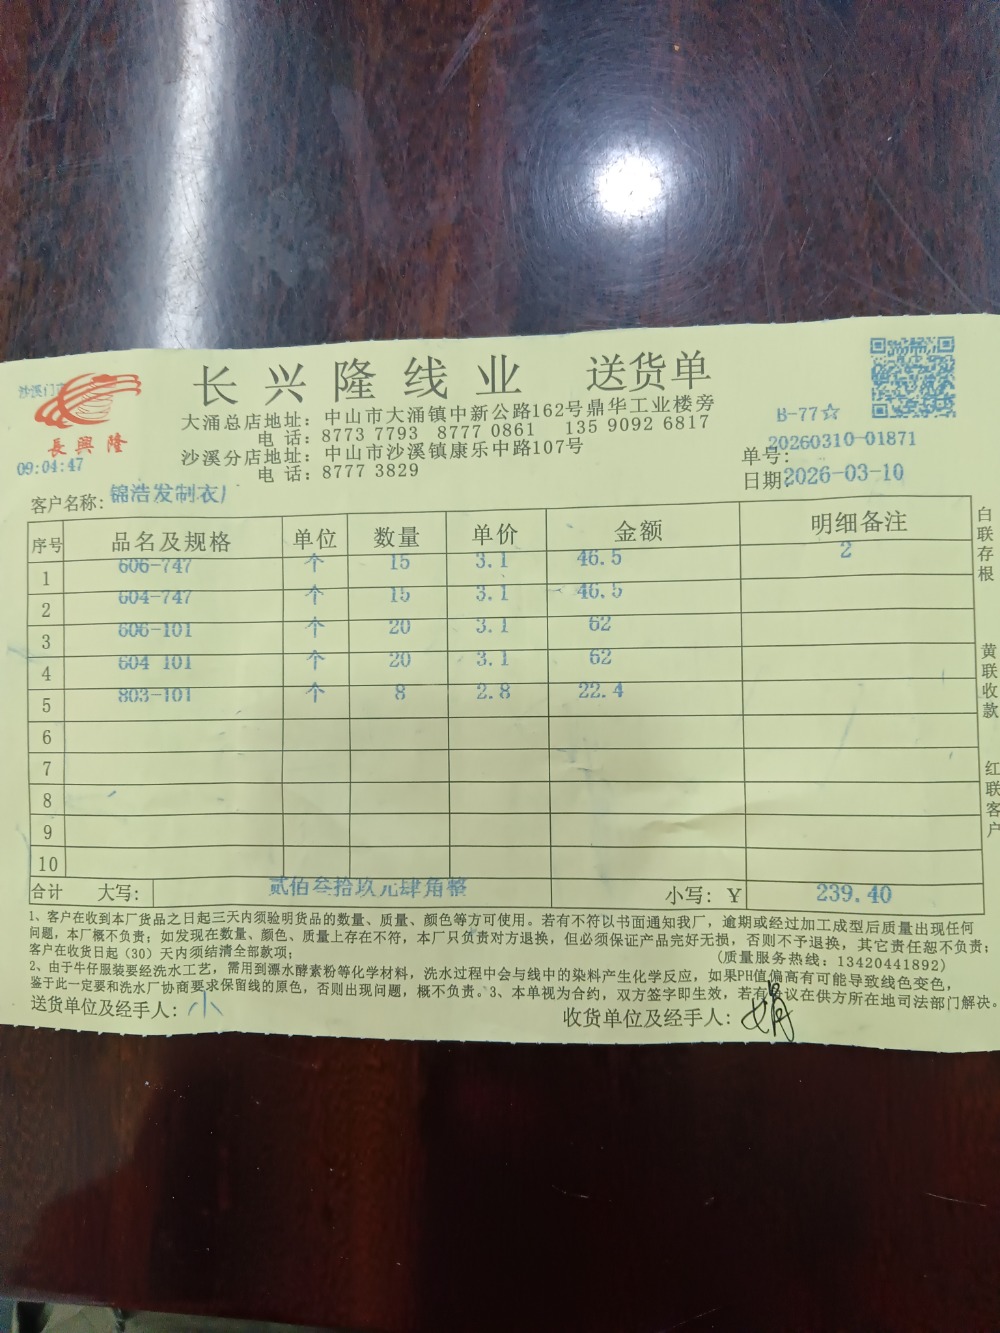 沙溪门市
長興隆
09:04:47
长兴隆线业 送货单
大涌总店地址：中山市大涌镇中新公路162号鼎华工业楼旁
电 话：8773 7793 8777 0861 135 9092 6817
沙溪分店地址：中山市沙溪镇康乐中路107号
电 话：8777 3829
B-77☆
单号：20260310-01871
日期：2026-03-10
客户名称：锦浩发制衣厂
序号 品名及规格 单位 数量 单价 金额 明细备注
1 606-747 个 15 3.1 46.5 2
2 604-747 个 15 3.1 46.5
3 606-101 个 20 3.1 62
4 604-101 个 20 3.1 62
5 803-101 个 8 2.8 22.4
6
7
8
9
10
合计 大写：贰佰叁拾玖元肆角整 小写：￥ 239.40
白联存根
黄联收款
红联客户
1、客户在收到本厂货品之日起三天内须验明货品的数量、质量、颜色等方可使用。若有不符以书面通知我厂，逾期或经过加工成型后质量出现任何
问题，本厂概不负责；如发现在数量、颜色、质量上存在不符，本厂只负责对方退换，但必须保证产品完好无损，否则不予退换，其它责任恕不负责；
客户在收货日起（30）天内须结清全部款项； （质量服务热线：13420441892）
2、由于牛仔服装要经洗水工艺，需用到漂水酵素粉等化学材料，洗水过程中会与线中的染料产生化学反应，如果PH值偏高有可能导致线色变色，
鉴于此一定要和洗水厂协商要求保留线的原色，否则出现问题，概不负责。3、本单视为合约，双方签字即生效，若有争议在供方所在地司法部门解决。
送货单位及经手人：小 收货单位及经手人：